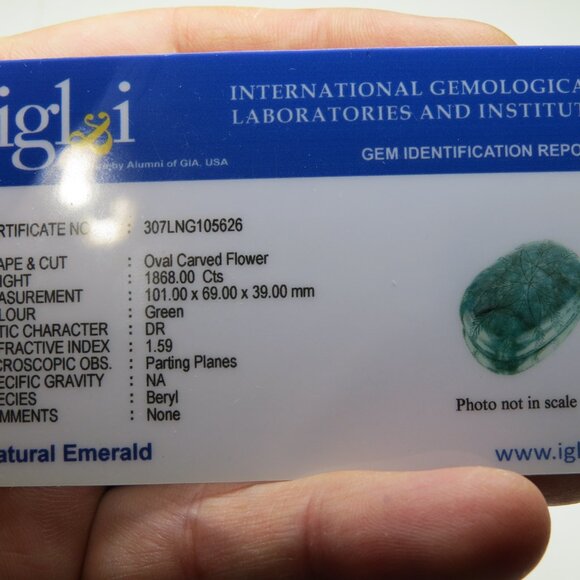 igl&i
INTERNATIONAL GEMOLOGICA
LABORATORIES AND INSTITUT
by Alumni of GIA. USA
GEM IDENTIFICATION REPO
RTIFICATE NO : 307LNG105626
APE & CUT : Oval Carved Flower
IGHT : 1868.00 Cts
ASUREMENT : 101.00 x 69.00 x 39.00 mm
LOUR : Green
TIC CHARACTER : DR
FRACTIVE INDEX : 1.59
CROSCOPIC OBS. : Parting Planes
ECIFIC GRAVITY : NA
ECIES : Beryl
MMENTS : None
Photo not in scale
atural Emerald
www.igl